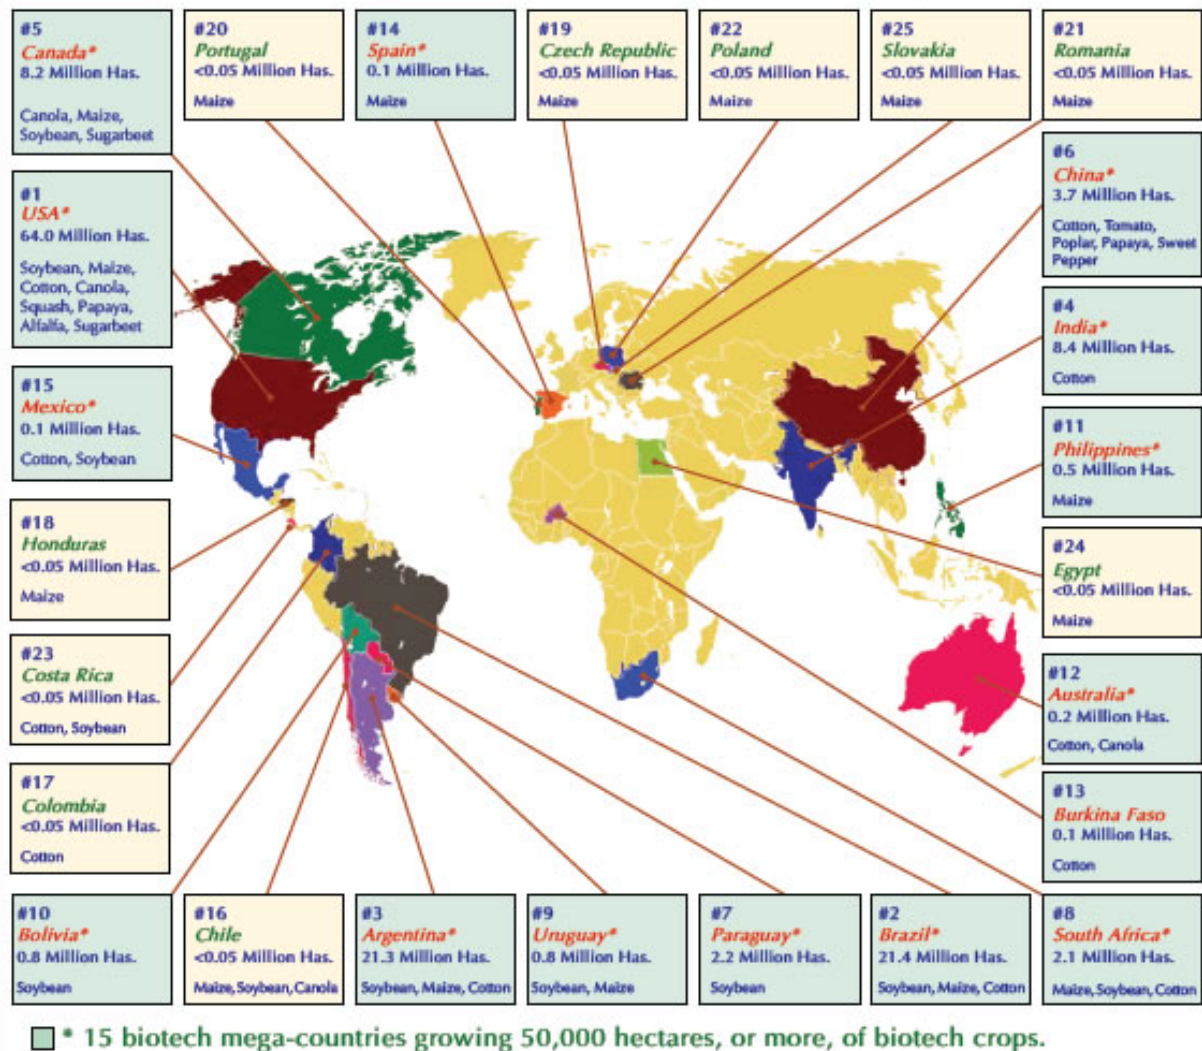 #5
Canada*
8.2 Million Has.
Canola, Maize,
Soybean, Sugarbeet
#20
Portugal
<0.05 Million Has.
Maize
#14
Spain*
0.1 Million Has.
Maize
#19
Czech Republic
<0.05 Million Has.
Maize
#22
Poland
<0.05 Million Has.
Maize
#25
Slovakia
<0.05 Million Has.
Maize
#21
Romania
<0.05 Million Has.
Maize
#1
USA*
64.0 Million Has.
Soybean, Maize,
Cotton, Canola,
Squash, Papaya,
Alfalfa, Sugarbeet
#6
China*
3.7 Million Has.
Cotton, Tomato,
Poplar, Papaya, Sweet
Pepper
#4
India*
8.4 Million Has.
Cotton
#15
Mexico*
0.1 Million Has.
Cotton, Soybean
#11
Philippines*
0.5 Million Has.
Maize
#18
Honduras
<0.05 Million Has.
Maize
#24
Egypt
<0.05 Million Has.
Maize
#23
Costa Rica
<0.05 Million Has.
Cotton, Soybean
#12
Australia*
0.2 Million Has.
Cotton, Canola
#17
Colombia
<0.05 Million Has.
Cotton
#13
Burkina Faso
0.1 Million Has.
Cotton
#10
Bolivia*
0.8 Million Has.
Soybean
#16
Chile
<0.05 Million Has.
Maize, Soybean, Canola
#3
Argentina*
21.3 Million Has.
Soybean, Maize, Cotton
#9
Uruguay*
0.8 Million Has.
Soybean, Maize
#7
Paraguay*
2.2 Million Has.
Soybean
#2
Brazil*
21.4 Million Has.
Soybean, Maize, Cotton
#8
South Africa*
2.1 Million Has.
Maize, Soybean, Cotton
* 15 biotech mega-countries growing 50,000 hectares, or more, of biotech crops.